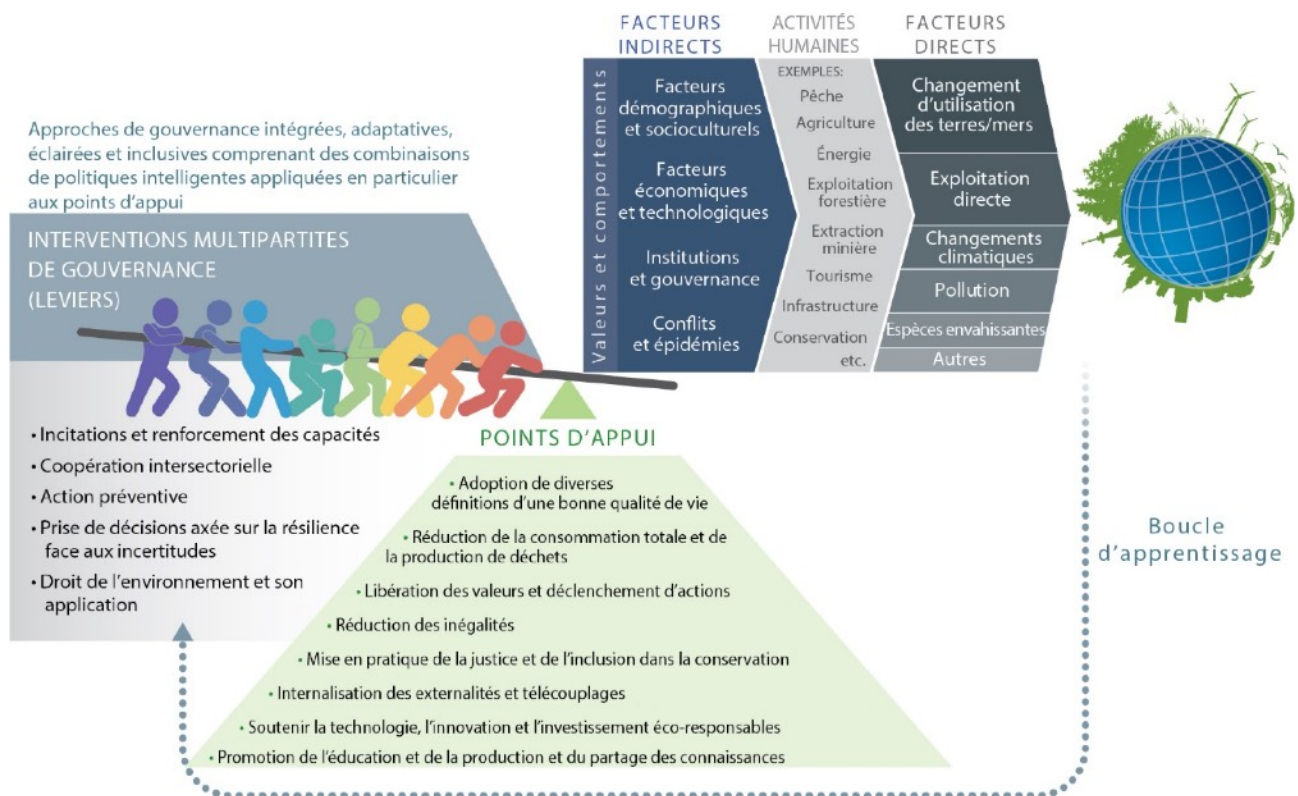 Approches de gouvernance intégrées, adaptatives,
éclairées et inclusives comprenant des combinaisons
de politiques intelligentes appliquées en particulier
aux points d'appui
INTERVENTIONS MULTIPARTITES
DE GOUVERNANCE
(LEVIERS)
• Incitations et renforcement des capacités
• Coopération intersectorielle
• Action préventive
• Prise de décisions axée sur la résilience
face aux incertitudes
• Droit de l'environnement et son
application
POINTS D'APPUI
• Adoption de diverses
définitions d'une bonne qualité de vie
• Réduction de la consommation totale et de
la production de déchets
• Libération des valeurs et déclenchement d'actions
• Réduction des inégalités
• Mise en pratique de la justice et de l'inclusion dans la conservation
• Internalisation des externalités et télécouplages
• Soutenir la technologie, l'innovation et l'investissement éco-responsables
• Promotion de l'éducation et de la production et du partage des connaissances
FACTEURS
INDIRECTS
Valeurs et comportements
Facteurs
démographiques
et socioculturels
Facteurs
économiques
et technologiques
Institutions
et gouvernance
Conflits
et épidémies
ACTIVITÉS
HUMAINES
EXEMPLES:
Pêche
Agriculture
Énergie
Exploitation
forestière
Extraction
minière
Tourisme
Infrastructure
Conservation
etc.
FACTEURS
DIRECTS
Changement
d'utilisation
des terres/mers
Exploitation
directe
Changements
climatiques
Pollution
Espèces envahissantes
Autres
Boucle
d'apprentissage